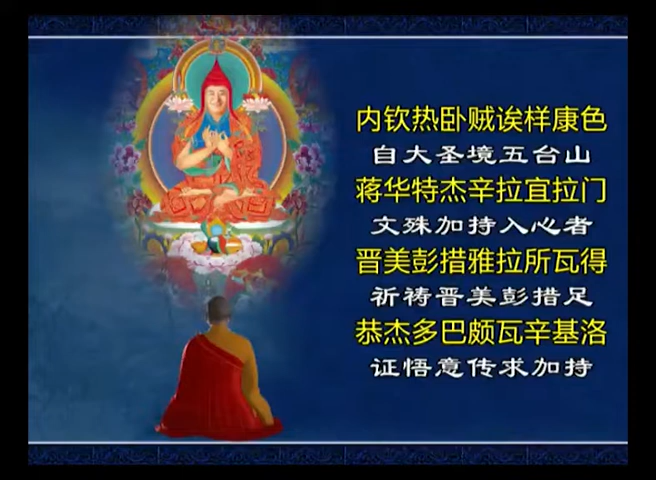 内钦热卧贼诶样康色
自大圣境五台山
蒋华特杰辛拉宜拉门
文殊加持入心者
晋美彭措雅拉所瓦得
祈祷晋美彭措足
恭杰多巴颇瓦辛基洛
证悟意传求加持